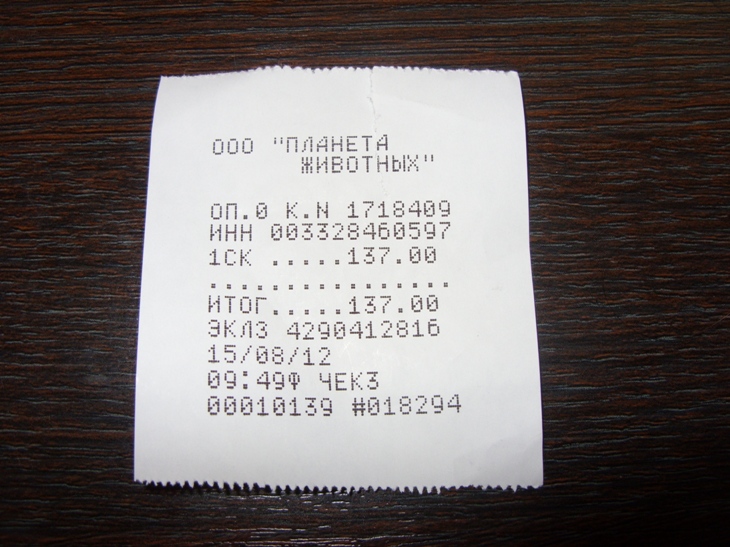 ООО "ПЛАНЕТА
ЖИВОТНЫХ"
ОП.0 К.N 1718409
ИНН 003328460597
1СК .....137.00
................
ИТОГ.....137.00
ЭКЛЗ 4290412816
15/08/12
09:49Ф ЧЕК3
00010139 #018294